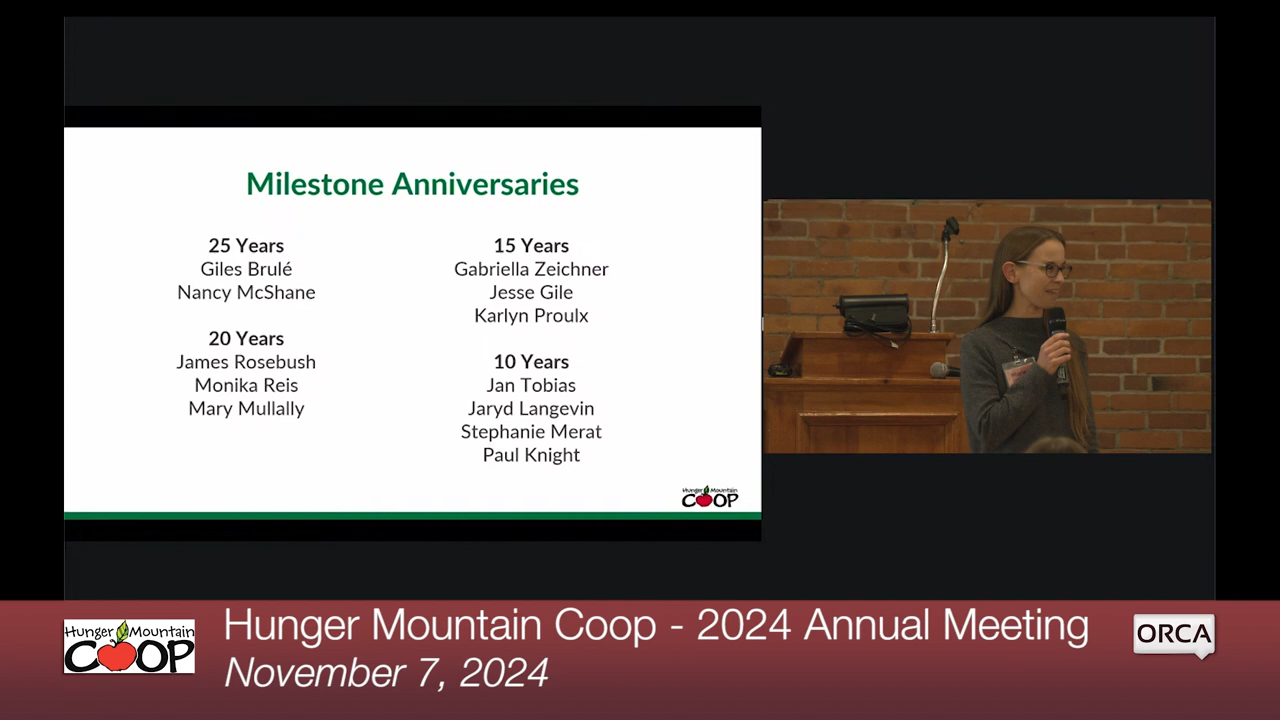 Milestone Anniversaries
25 Years
Giles Brulé
Nancy McShane
20 Years
James Rosebush
Monika Reis
Mary Mullally
15 Years
Gabriella Zeichner
Jesse Gile
Karlyn Proulx
10 Years
Jan Tobias
Jaryd Langevin
Stephanie Merat
Paul Knight
Hunger Mountain
COOP
Hunger Mountain
COOP
Hunger Mountain Coop - 2024 Annual Meeting
November 7, 2024
ORCA